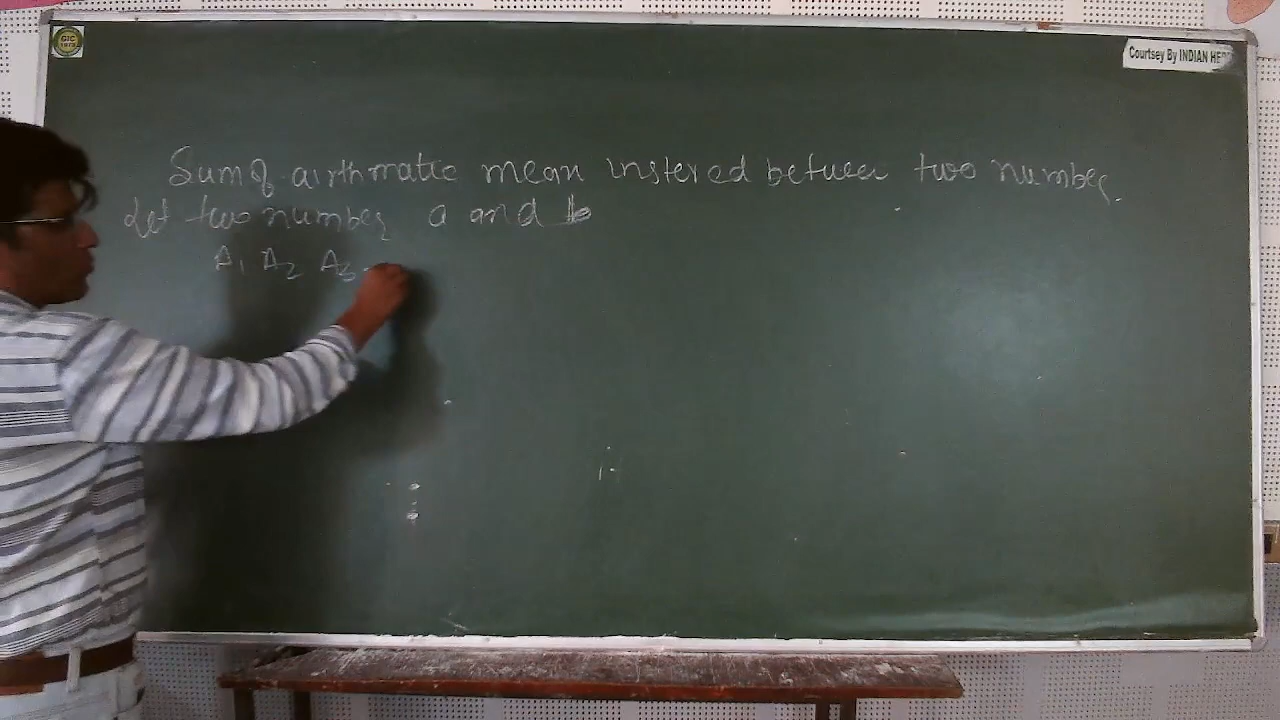 GIC
Courtsey By INDIAN HE
Sum of airthmatic mean instered between two number.
Let two number a and b
A1 A2 A3 -